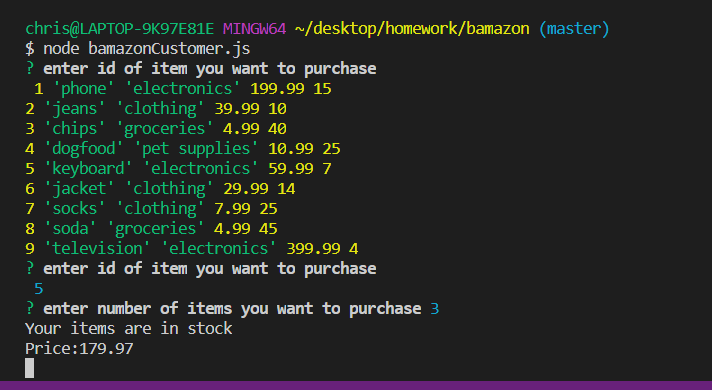 chris@LAPTOP-9K97E81E MINGW64 ~/desktop/homework/bamazon (master)
$ node bamazonCustomer.js
? enter id of item you want to purchase
1 'phone' 'electronics' 199.99 15
2 'jeans' 'clothing' 39.99 10
3 'chips' 'groceries' 4.99 40
4 'dogfood' 'pet supplies' 10.99 25
5 'keyboard' 'electronics' 59.99 7
6 'jacket' 'clothing' 29.99 14
7 'socks' 'clothing' 7.99 25
8 'soda' 'groceries' 4.99 45
9 'television' 'electronics' 399.99 4
? enter id of item you want to purchase
5
? enter number of items you want to purchase 3
Your items are in stock
Price:179.97